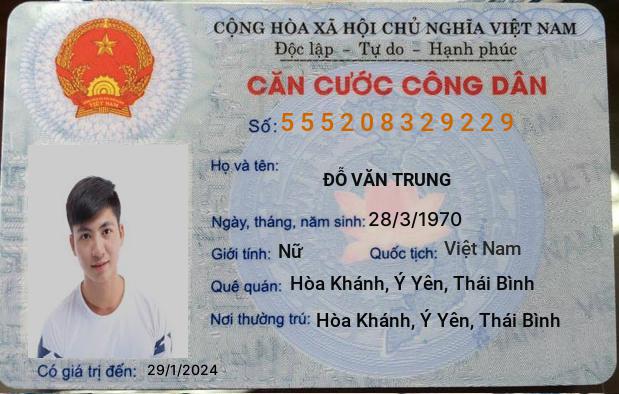 CỘNG HÒA XÃ HỘI CHỦ NGHĨA VIỆT NAM
Độc lập - Tự do - Hạnh phúc
CĂN CƯỚC CÔNG DÂN
Số: 555208329229
Họ và tên:
ĐỖ VĂN TRUNG
Ngày, tháng, năm sinh: 28/3/1970
Giới tính: Nữ Quốc tịch: Việt Nam
Quê quán: Hòa Khánh, Ý Yên, Thái Bình
Nơi thường trú: Hòa Khánh, Ý Yên, Thái Bình
Có giá trị đến: 29/1/2024
VIỆT NAM